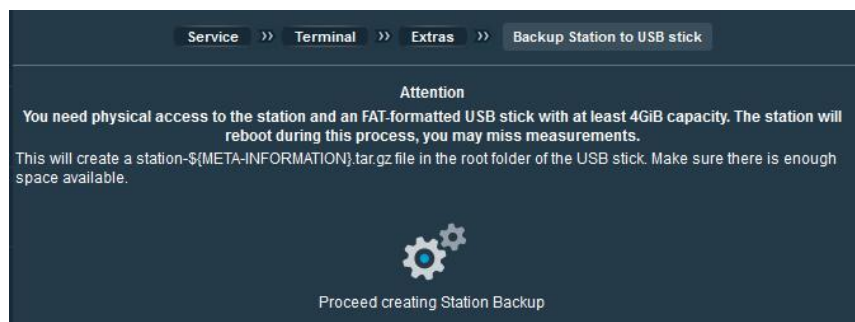 Service » Terminal » Extras » Backup Station to USB stick
Attention
You need physical access to the station and an FAT-formatted USB stick with at least 4GiB capacity. The station will
reboot during this process, you may miss measurements.
This will create a station-${META-INFORMATION}.tar.gz file in the root folder of the USB stick. Make sure there is enough
space available.
Proceed creating Station Backup